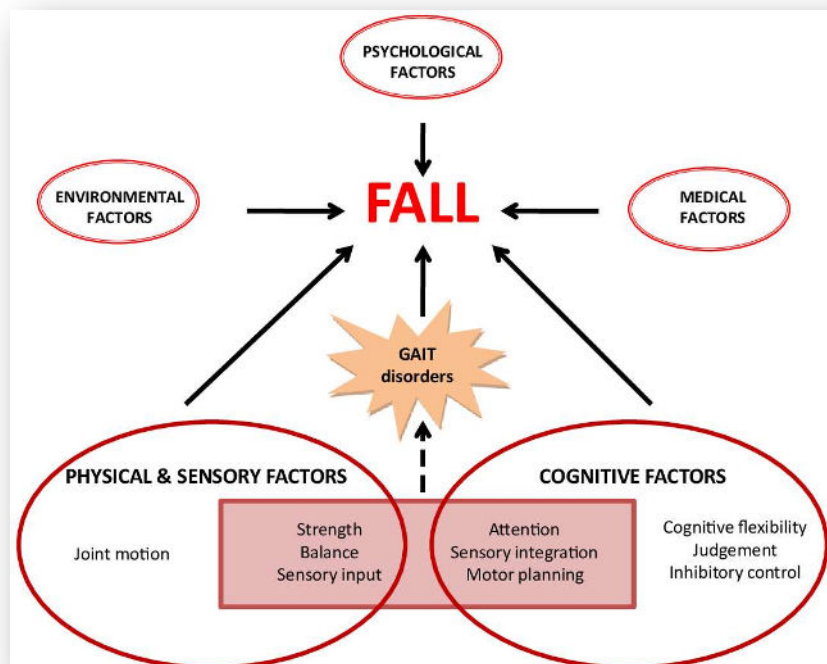 PSYCHOLOGICAL
FACTORS
ENVIRONMENTAL
FACTORS
FALL
MEDICAL
FACTORS
GAIT
disorders
PHYSICAL & SENSORY FACTORS
COGNITIVE FACTORS
Joint motion
Strength
Balance
Sensory input
Attention
Sensory integration
Motor planning
Cognitive flexibility
Judgement
Inhibitory control